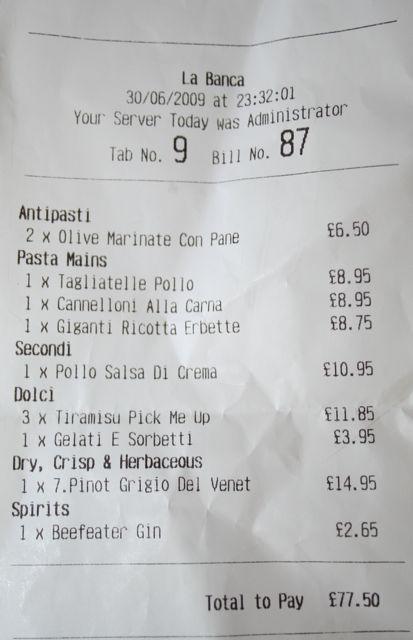 La Banca
30/06/2009 at 23:32:01
Your Server Today was Administrator
Tab No. 9 Bill No. 87
Antipasti
2 x Olive Marinate Con Pane £6.50
Pasta Mains
1 x Tagliatelle Pollo £8.95
1 x Cannelloni Alla Carna £8.95
1 x Giganti Ricotta Erbette £8.75
Secondi
1 x Pollo Salsa Di Crema £10.95
Dolci
3 x Tiramisu Pick Me Up £11.85
1 x Gelati E Sorbetti £3.95
Dry, Crisp & Herbaceous
1 x 7.Pinot Grigio Del Venet £14.95
Spirits
1 x Beefeater Gin £2.65
Total to Pay £77.50